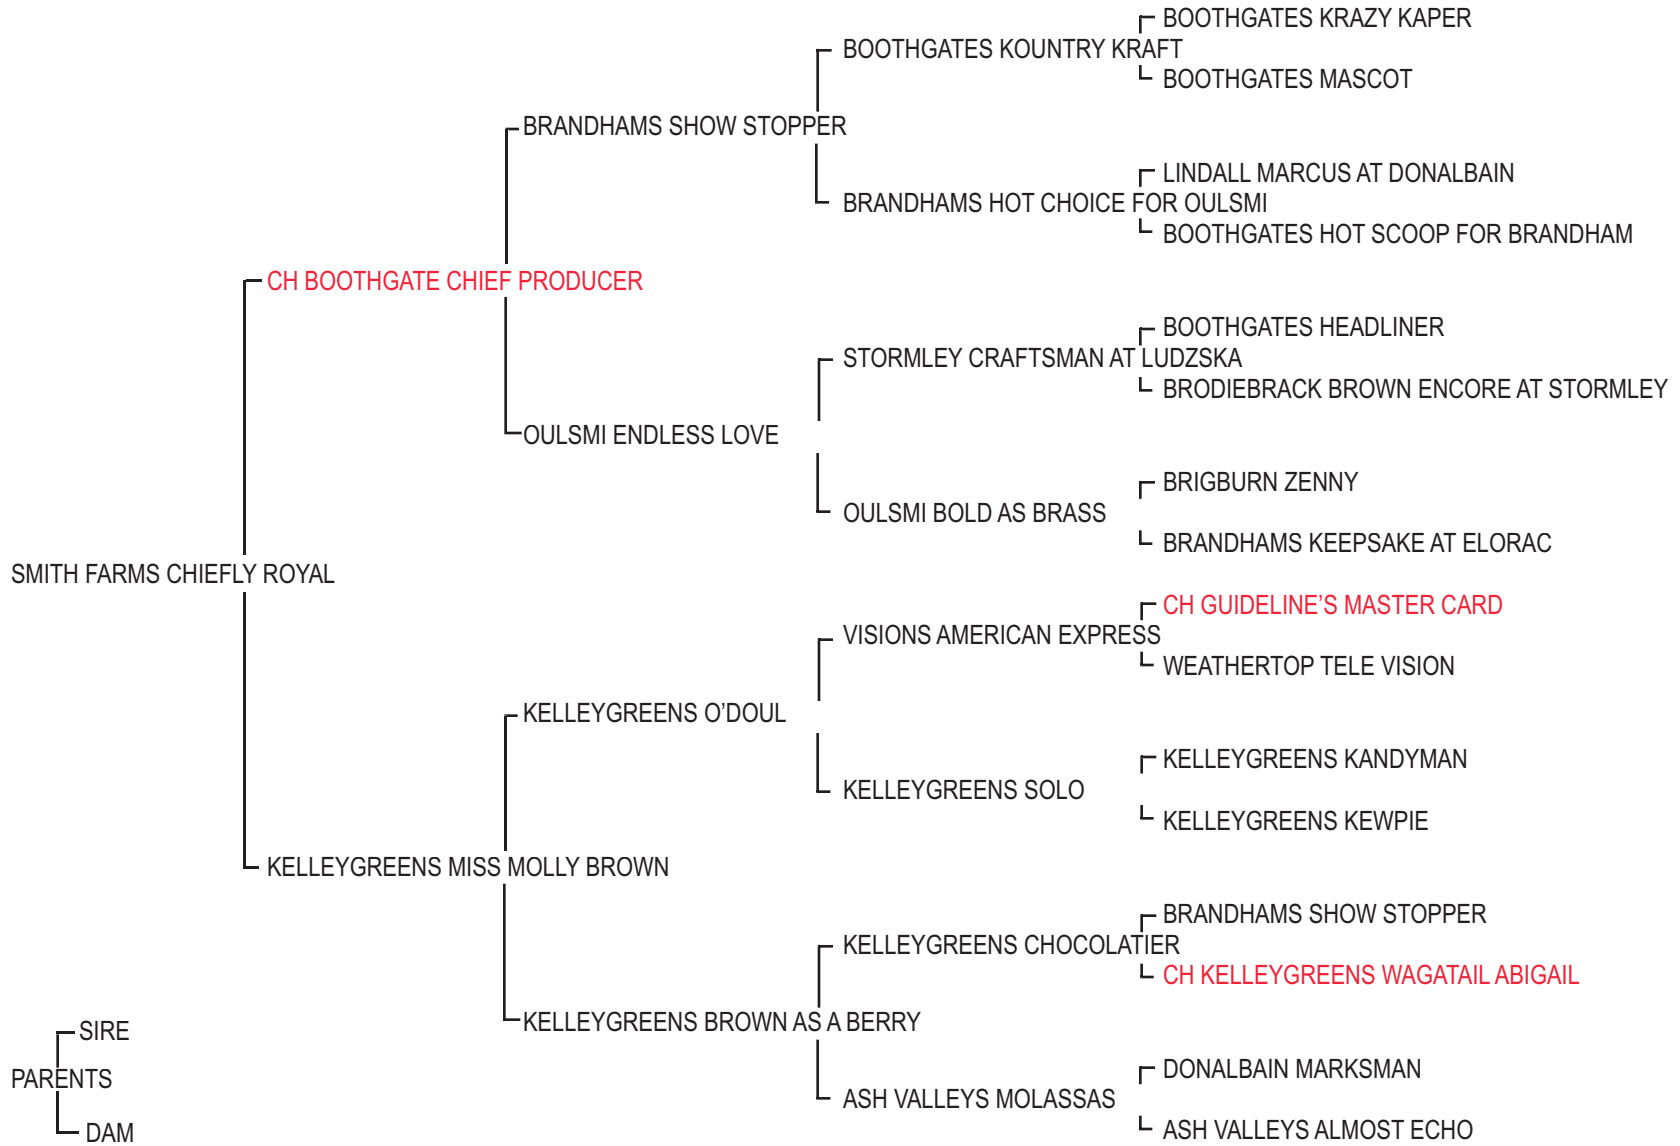 BOOTHGATES KRAZY KAPER
BOOTHGATES KOUNTRY KRAFT
BOOTHGATES MASCOT
BRANDHAMS SHOW STOPPER
LINDALL MARCUS AT DONALBAIN
BRANDHAMS HOT CHOICE FOR OULSMI
BOOTHGATES HOT SCOOP FOR BRANDHAM
CH BOOTHGATE CHIEF PRODUCER
BOOTHGATES HEADLINER
STORMLEY CRAFTSMAN AT LUDZSKA
BRODIEBRACK BROWN ENCORE AT STORMLEY
OULSMI ENDLESS LOVE
BRIGBURN ZENNY
OULSMI BOLD AS BRASS
BRANDHAMS KEEPSAKE AT ELORAC
SMITH FARMS CHIEFLY ROYAL
CH GUIDELINE’S MASTER CARD
VISIONS AMERICAN EXPRESS
WEATHERTOP TELE VISION
KELLEYGREENS O’DOUL
KELLEYGREENS KANDYMAN
KELLEYGREENS SOLO
KELLEYGREENS KEWPIE
KELLEYGREENS MISS MOLLY BROWN
BRANDHAMS SHOW STOPPER
KELLEYGREENS CHOCOLATIER
CH KELLEYGREENS WAGATAIL ABIGAIL
KELLEYGREENS BROWN AS A BERRY
DONALBAIN MARKSMAN
ASH VALLEYS MOLASSAS
ASH VALLEYS ALMOST ECHO
SIRE
PARENTS
DAM